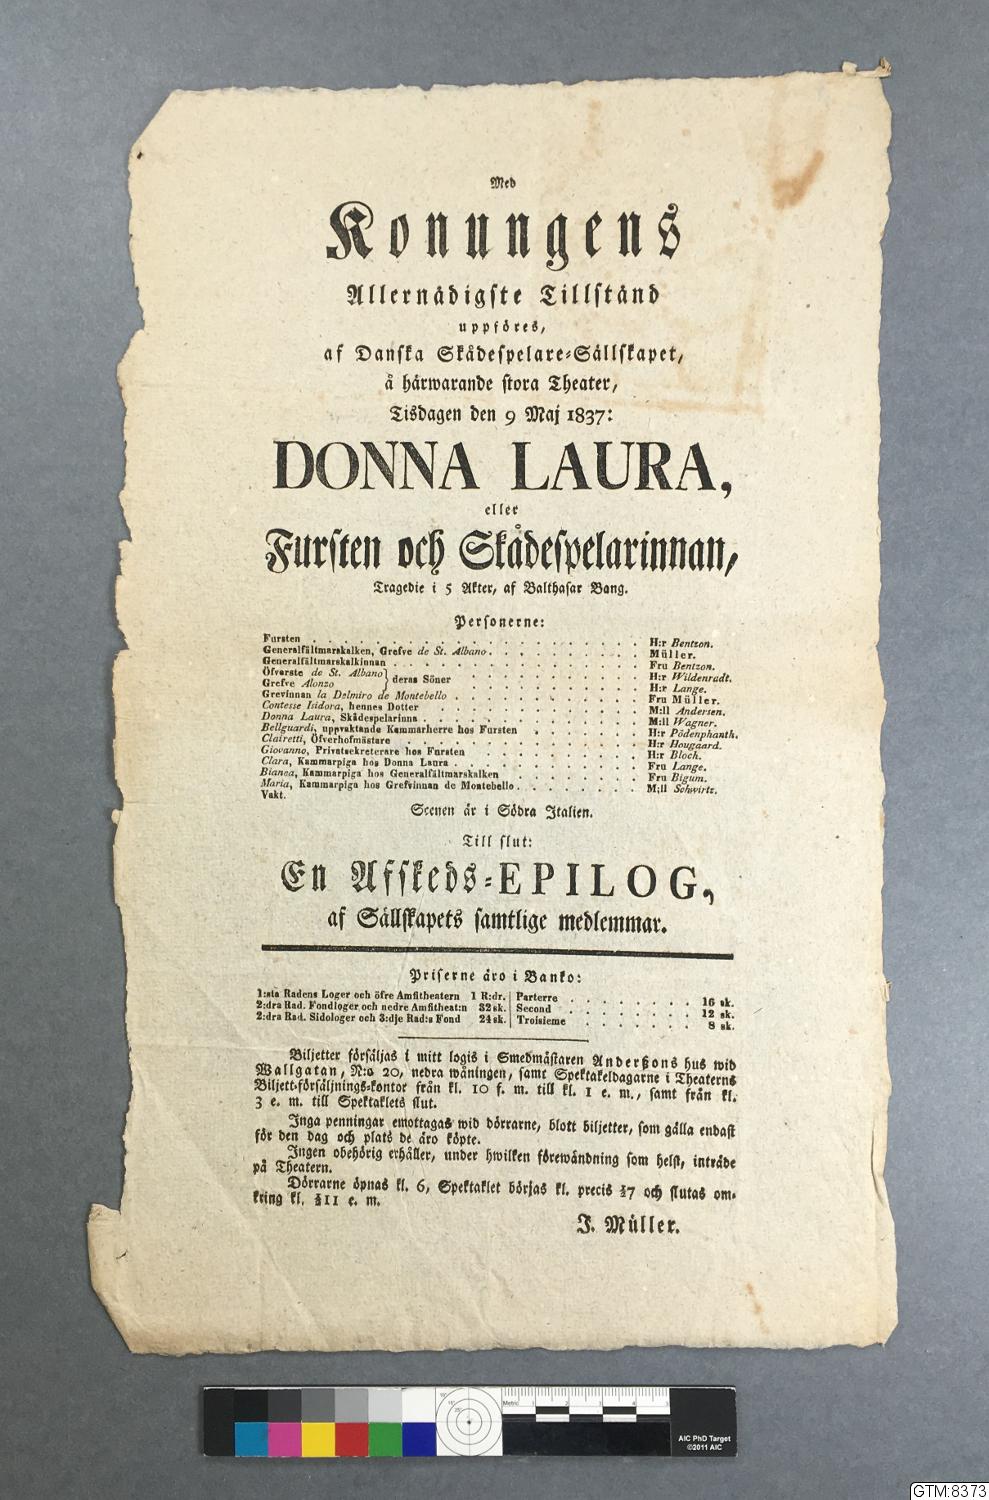 Med
Konungens
Allernådigste Tillstånd
uppföres,
af Danska Skådespelare-Sällskapet,
å härwarande stora Theater,
Tisdagen den 9 Maj 1837:
DONNA LAURA,
eller
Fursten och Skådespelarinnan,
Tragedie i 5 Akter, af Balthasar Bang.
Personerne:
Fursten . . . . H:r Bentzon.
Generalfältmarskalken, Grefve de St. Albano . . . . Müller.
Generalfältmarskalkinnan . . . . Fru Bentzon.
Öfverste de St. Albano } deras Söner . . . . H:r Wildenradt.
Grefve Alonzo . . . . H:r Lange.
Grevinnan la Delmiro de Montebello . . . . Fru Müller.
Contesse Isidora, hennes Dotter . . . . M:ll Andersen.
Donna Laura, Skådespelarinna . . . . M:ll Wagner.
Bellguardi, uppvaktande Kammarherre hos Fursten . . . . H:r Pödenphanth.
Clairetti, Öfverhofmästare . . . . H:r Hougaard.
Giovanno, Privatsekreterare hos Fursten . . . . H:r Bloch.
Clara, Kammarpiga hos Donna Laura . . . . Fru Lange.
Bianca, Kammarpiga hos Generalfältmarskalken . . . . Fru Bigum.
Maria, Kammarpiga hos Grefvinnan de Montebello . . . . M;ll Schwirtz.
Vakt.
Scenen är i Södra Italien.
Till slut:
En Afskeds-EPILOG,
af Sällskapets samtlige medlemmar.
Priserne äro i Banko:
1:sta Radens Loger och öfre Amfitheatern 1 R:dr. | Parterre . . . . 16 sk.
2:dra Rad. Fondloger och nedre Amfitheat:n 32 sk. | Second . . . . 12 sk.
2:dra Rad. Sidologer och 3:dje Rad:s Fond 24 sk. | Troisieme . . . . 8 sk.
Biljetter försäljas i mitt logis i Smedmästaren Anderßons hus wid
Wallgatan, N:o 20, nedra wåningen, samt Spektakeldagarne i Theaterns
Biljett-försäljnings-kontor från kl. 10 f. m. till kl. 1 e. m., samt från kl.
3 e. m. till Spektaklets slut.
Inga penningar emottagas wid dörrarne, blott biljetter, som gälla endast
för den dag och plats de äro köpte.
Ingen obehörig erhåller, under hwilken förewändning som helst, inträde
på Theatern.
Dörrarne öpnas kl. 6, Spektaklet börjas kl. precis ½7 och slutas om-
kring kl. ½11 e. m.
J. Müller.
Metric 1 2 3 4 5
AIC PhD Target
©2011 AIC
GTM:8373